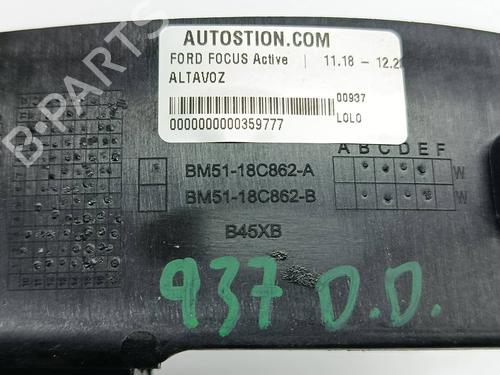 AUTOSTION.COM
FORD FOCUS Active | 11.18 - 12.2
ALTAVOZ
00937
0000000000359777
LOLO
A B C D E F
BM51-18C862-A
W
BM51-18C862-B
W
B45XB
937 D.D.